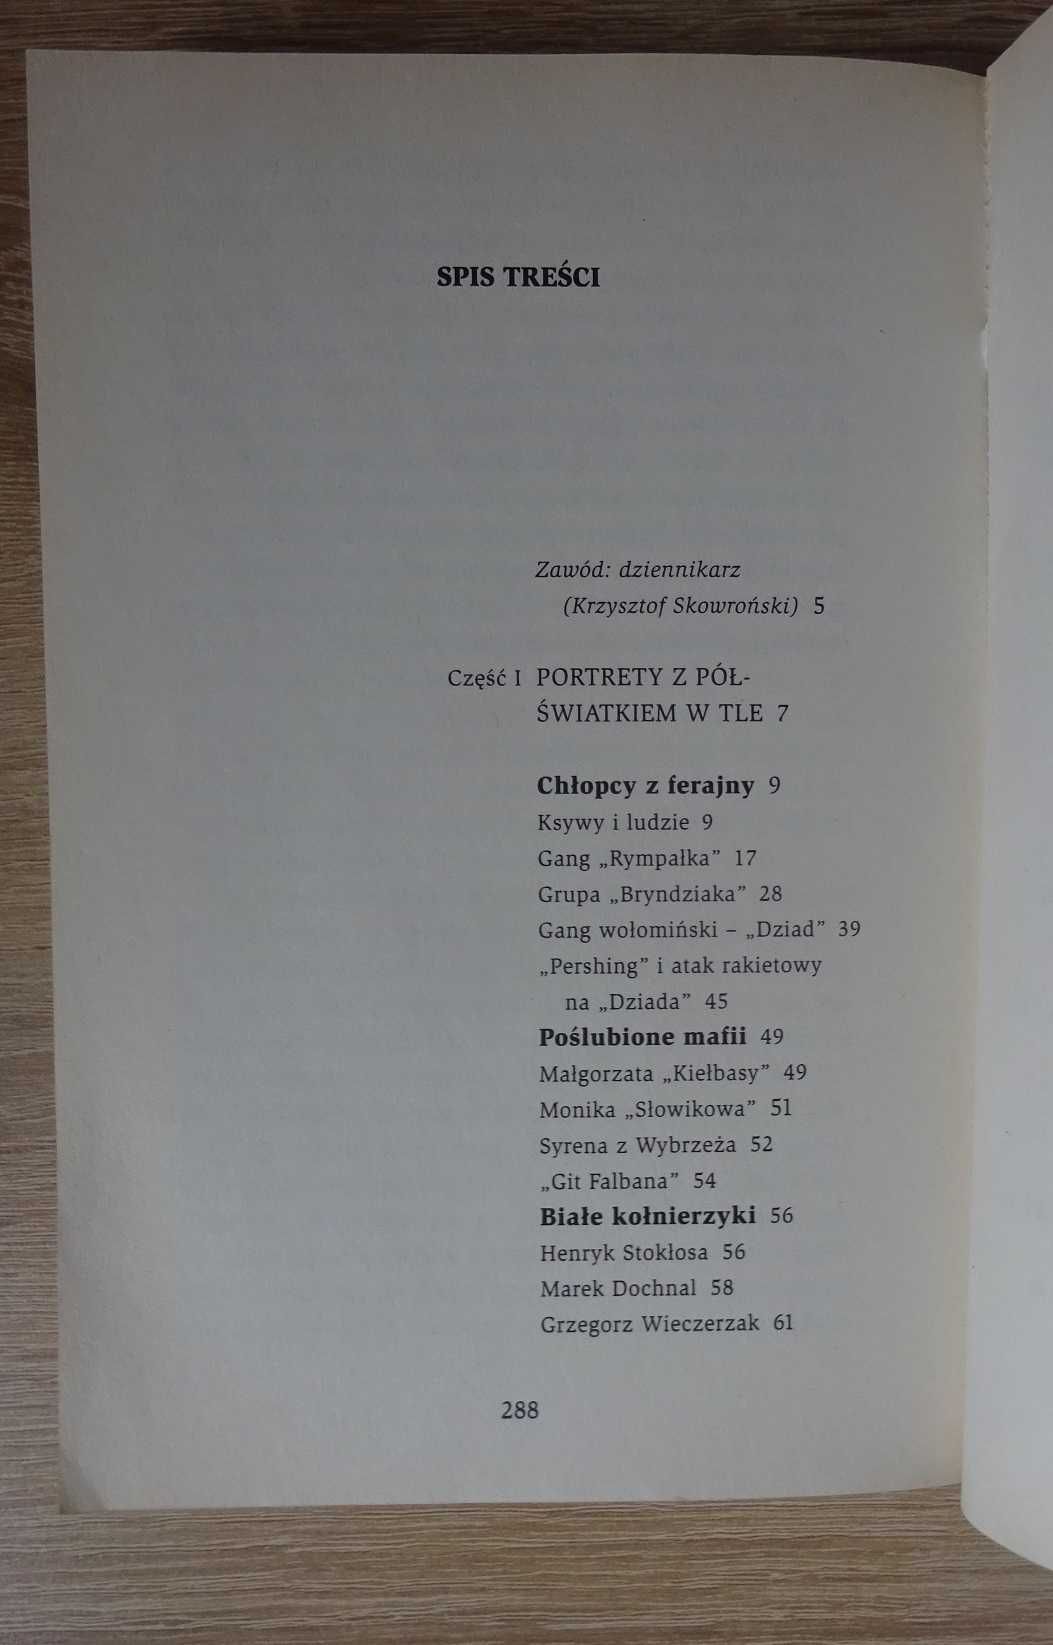 SPIS TREŚCI
Zawód: dziennikarz
(Krzysztof Skowroński) 5
Część I PORTRETY Z PÓŁ-
ŚWIATKIEM W TLE 7
Chłopcy z ferajny 9
Ksywy i ludzie 9
Gang „Rympałka” 17
Grupa „Bryndziaka” 28
Gang wołomiński – „Dziad” 39
„Pershing” i atak rakietowy
na „Dziada” 45
Poślubione mafii 49
Małgorzata „Kiełbasy” 49
Monika „Słowikowa” 51
Syrena z Wybrzeża 52
„Git Falbana” 54
Białe kołnierzyki 56
Henryk Stokłosa 56
Marek Dochnal 58
Grzegorz Wieczerzak 61
288